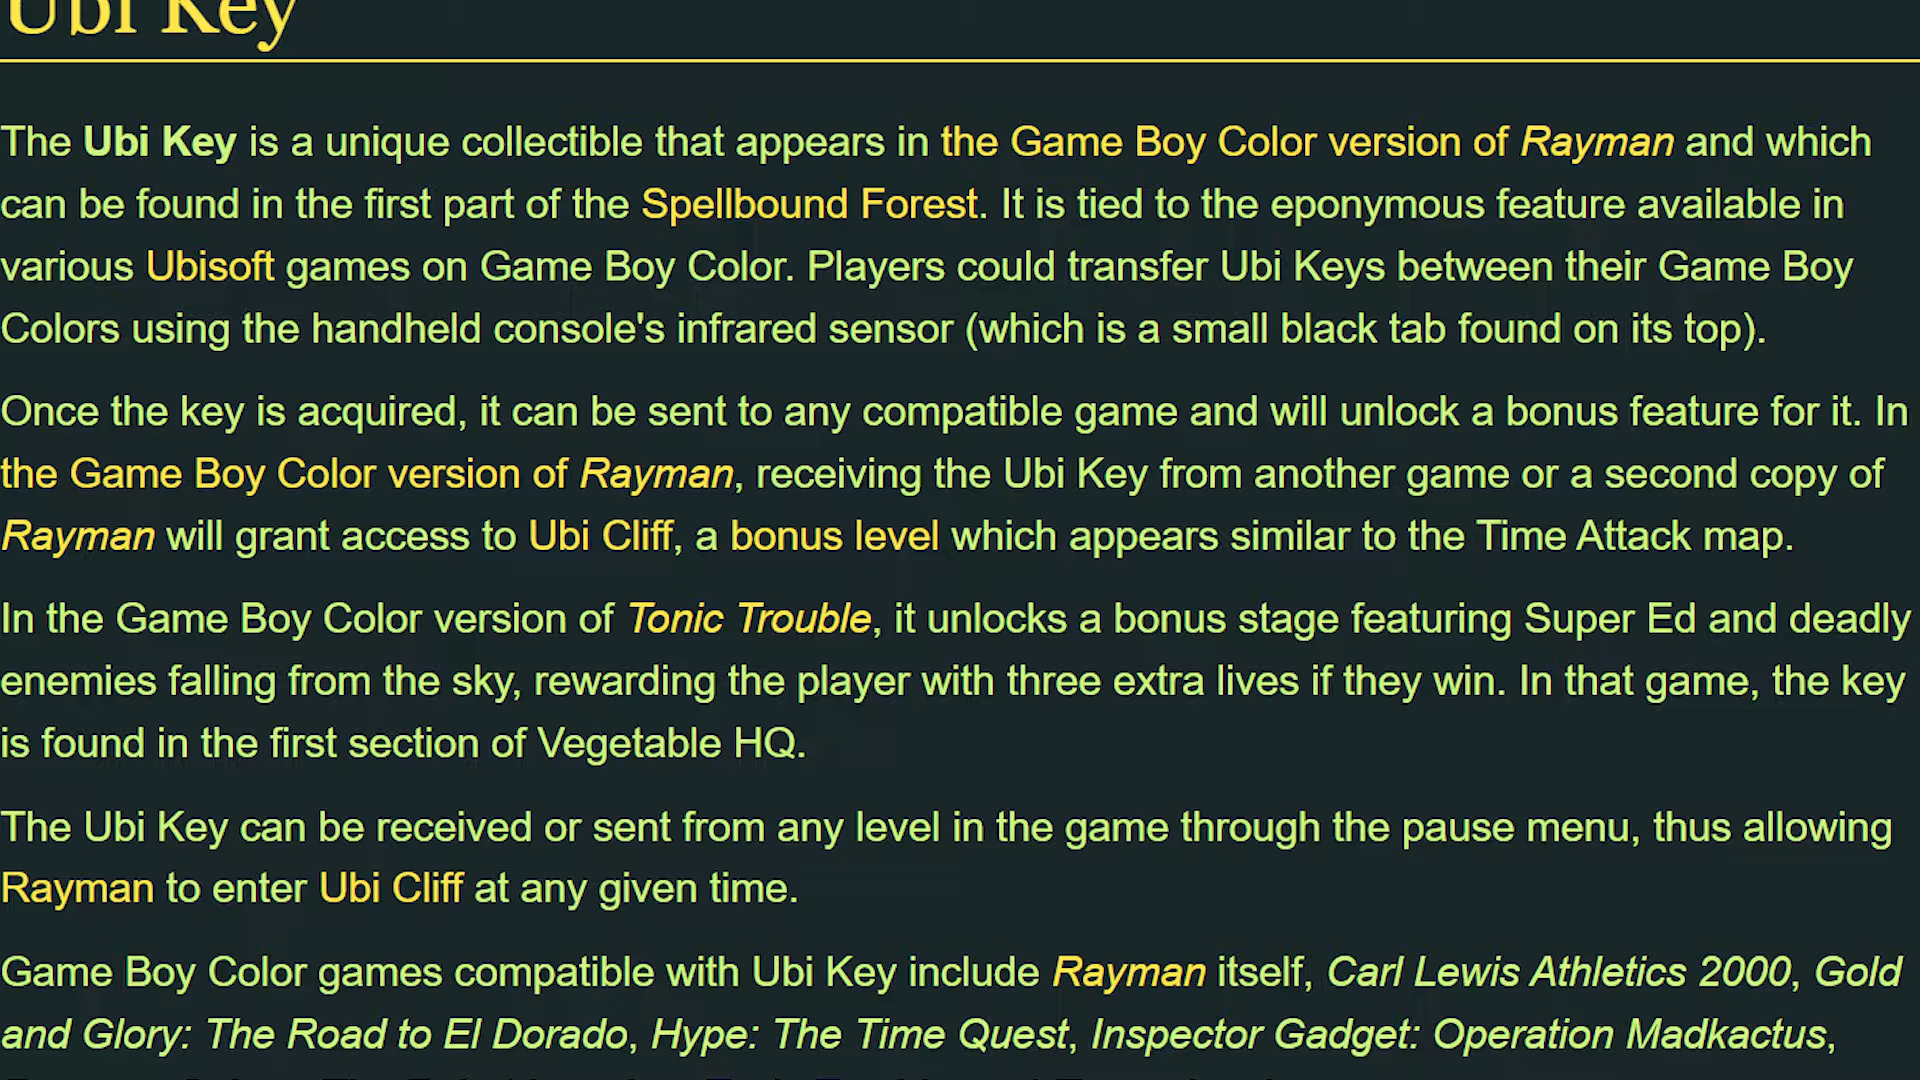 Ubi Key
The Ubi Key is a unique collectible that appears in the Game Boy Color version of Rayman and which
can be found in the first part of the Spellbound Forest. It is tied to the eponymous feature available in
various Ubisoft games on Game Boy Color. Players could transfer Ubi Keys between their Game Boy
Colors using the handheld console's infrared sensor (which is a small black tab found on its top).
Once the key is acquired, it can be sent to any compatible game and will unlock a bonus feature for it. In
the Game Boy Color version of Rayman, receiving the Ubi Key from another game or a second copy of
Rayman will grant access to Ubi Cliff, a bonus level which appears similar to the Time Attack map.
In the Game Boy Color version of Tonic Trouble, it unlocks a bonus stage featuring Super Ed and deadly
enemies falling from the sky, rewarding the player with three extra lives if they win. In that game, the key
is found in the first section of Vegetable HQ.
The Ubi Key can be received or sent from any level in the game through the pause menu, thus allowing
Rayman to enter Ubi Cliff at any given time.
Game Boy Color games compatible with Ubi Key include Rayman itself, Carl Lewis Athletics 2000, Gold
and Glory: The Road to El Dorado, Hype: The Time Quest, Inspector Gadget: Operation Madkactus,